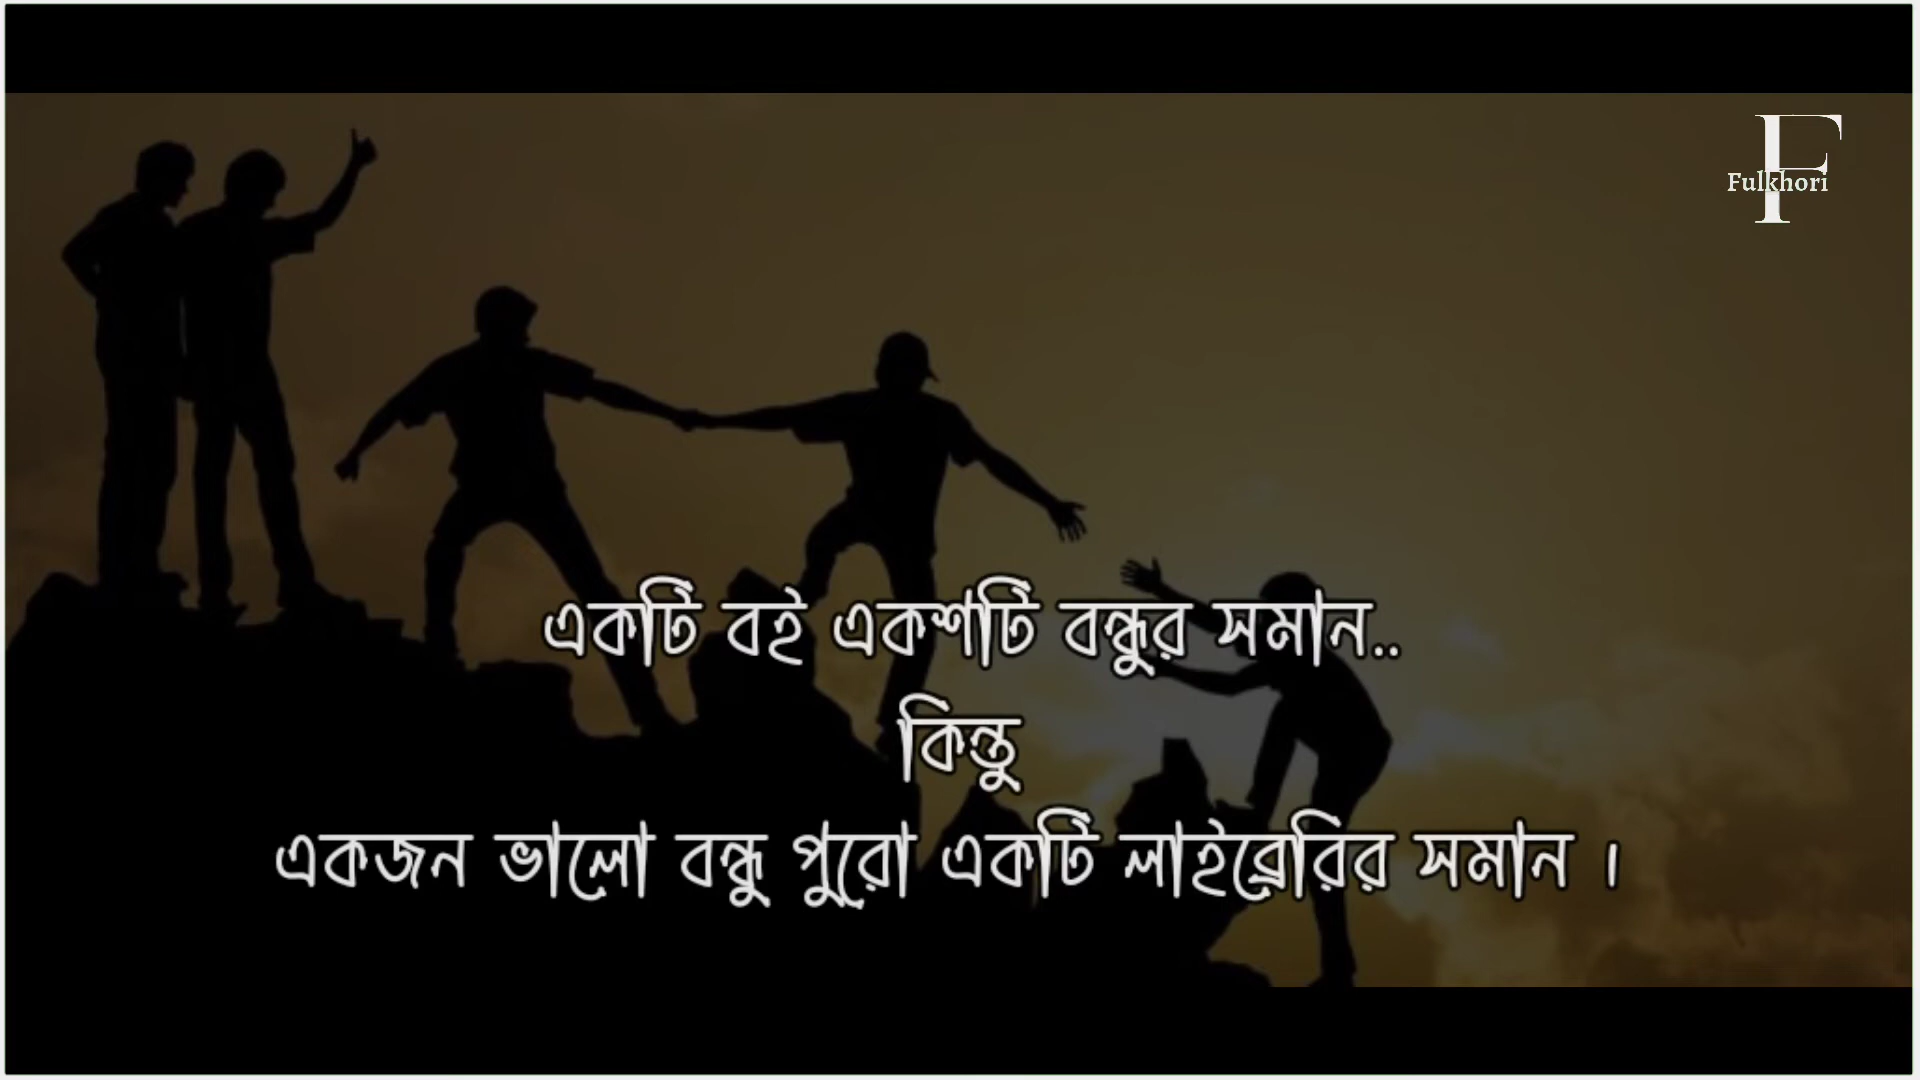 Fulkhori
একটি বই একশটি বন্ধুর সমান..
কিন্তু
একজন ভালো বন্ধু পুরো একটি লাইব্রেরির সমান ।